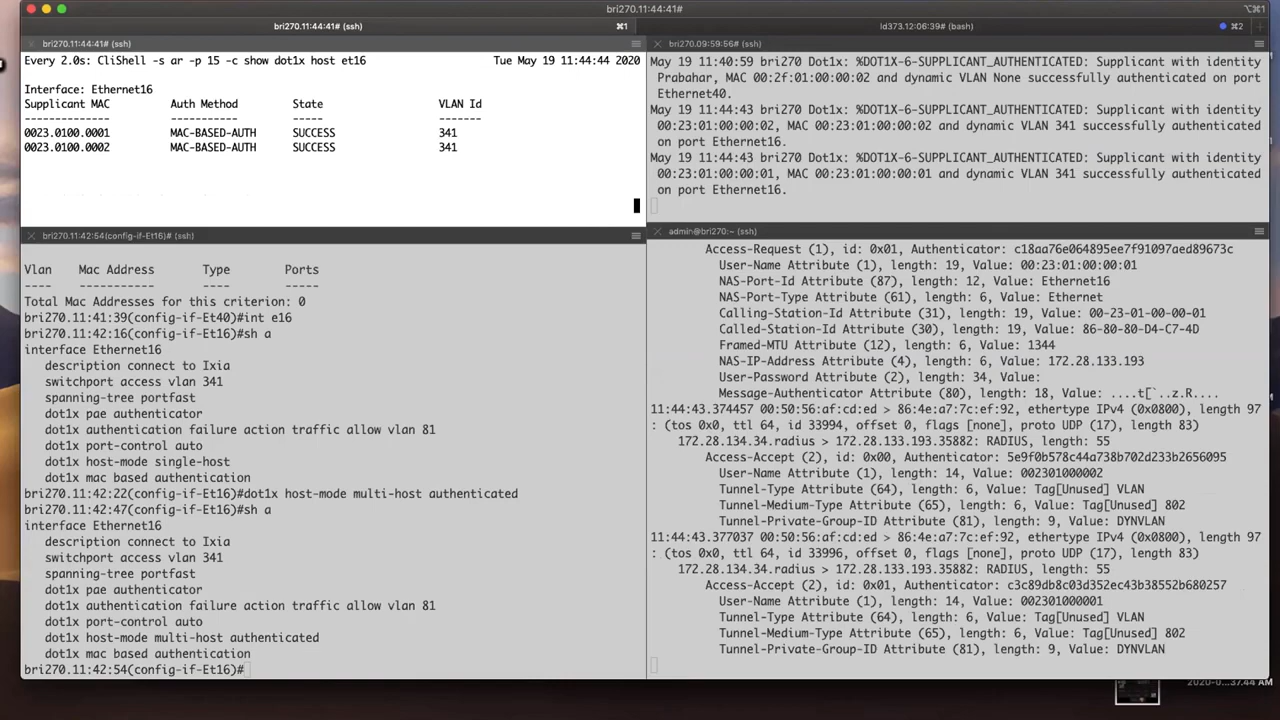 bri270.11:44:41# (ssh)
⌥⌘1
bri270.11:44:41# (ssh)
⌘1
ld373.12:06:39# (bash)
⌘2
bri270.11:44:41# (ssh)
Every 2.0s: CliShell -s ar -p 15 -c show dot1x host et16 Tue May 19 11:44:44 2020
Interface: Ethernet16
Supplicant MAC Auth Method State VLAN Id
-------------- ----------- ----- -------
0023.0100.0001 MAC-BASED-AUTH SUCCESS 341
0023.0100.0002 MAC-BASED-AUTH SUCCESS 341
bri270.09:59:56# (ssh)
May 19 11:40:59 bri270 Dot1x: %DOT1X-6-SUPPLICANT_AUTHENTICATED: Supplicant with identity
Prabahar, MAC 00:2f:01:00:00:02 and dynamic VLAN None successfully authenticated on port
Ethernet40.
May 19 11:44:43 bri270 Dot1x: %DOT1X-6-SUPPLICANT_AUTHENTICATED: Supplicant with identity
00:23:01:00:00:02, MAC 00:23:01:00:00:02 and dynamic VLAN 341 successfully authenticated
on port Ethernet16.
May 19 11:44:43 bri270 Dot1x: %DOT1X-6-SUPPLICANT_AUTHENTICATED: Supplicant with identity
00:23:01:00:00:01, MAC 00:23:01:00:00:01 and dynamic VLAN 341 successfully authenticated
on port Ethernet16.
bri270.11:42:54(config-if-Et16)# (ssh)
Vlan Mac Address Type Ports
---- ----------- ---- -----
Total Mac Addresses for this criterion: 0
bri270.11:41:39(config-if-Et40)#int e16
bri270.11:42:16(config-if-Et16)#sh a
interface Ethernet16
description connect to Ixia
switchport access vlan 341
spanning-tree portfast
dot1x pae authenticator
dot1x authentication failure action traffic allow vlan 81
dot1x port-control auto
dot1x host-mode single-host
dot1x mac based authentication
bri270.11:42:22(config-if-Et16)#dot1x host-mode multi-host authenticated
bri270.11:42:47(config-if-Et16)#sh a
interface Ethernet16
description connect to Ixia
switchport access vlan 341
spanning-tree portfast
dot1x pae authenticator
dot1x authentication failure action traffic allow vlan 81
dot1x port-control auto
dot1x host-mode multi-host authenticated
dot1x mac based authentication
bri270.11:42:54(config-if-Et16)#
admin@bri270:~ (ssh)
Access-Request (1), id: 0x01, Authenticator: c18aa76e064895ee7f91097aed89673c
User-Name Attribute (1), length: 19, Value: 00:23:01:00:00:01
NAS-Port-Id Attribute (87), length: 12, Value: Ethernet16
NAS-Port-Type Attribute (61), length: 6, Value: Ethernet
Calling-Station-Id Attribute (31), length: 19, Value: 00-23-01-00-00-01
Called-Station-Id Attribute (30), length: 19, Value: 86-80-80-D4-C7-4D
Framed-MTU Attribute (12), length: 6, Value: 1344
NAS-IP-Address Attribute (4), length: 6, Value: 172.28.133.193
User-Password Attribute (2), length: 34, Value:
Message-Authenticator Attribute (80), length: 18, Value: ....t[`..z.R....
11:44:43.374457 00:50:56:af:cd:ed > 86:4e:a7:7c:ef:92, ethertype IPv4 (0x0800), length 97
: (tos 0x0, ttl 64, id 33994, offset 0, flags [none], proto UDP (17), length 83)
172.28.134.34.radius > 172.28.133.193.35882: RADIUS, length: 55
Access-Accept (2), id: 0x00, Authenticator: 5e9f0b578c44a738b702d233b2656095
User-Name Attribute (1), length: 14, Value: 002301000002
Tunnel-Type Attribute (64), length: 6, Value: Tag[Unused] VLAN
Tunnel-Medium-Type Attribute (65), length: 6, Value: Tag[Unused] 802
Tunnel-Private-Group-ID Attribute (81), length: 9, Value: DYNVLAN
11:44:43.377037 00:50:56:af:cd:ed > 86:4e:a7:7c:ef:92, ethertype IPv4 (0x0800), length 97
: (tos 0x0, ttl 64, id 33996, offset 0, flags [none], proto UDP (17), length 83)
172.28.134.34.radius > 172.28.133.193.35882: RADIUS, length: 55
Access-Accept (2), id: 0x01, Authenticator: c3c89db8c03d352ec43b38552b680257
User-Name Attribute (1), length: 14, Value: 002301000001
Tunnel-Type Attribute (64), length: 6, Value: Tag[Unused] VLAN
Tunnel-Medium-Type Attribute (65), length: 6, Value: Tag[Unused] 802
Tunnel-Private-Group-ID Attribute (81), length: 9, Value: DYNVLAN
2020-0...37.44 AM